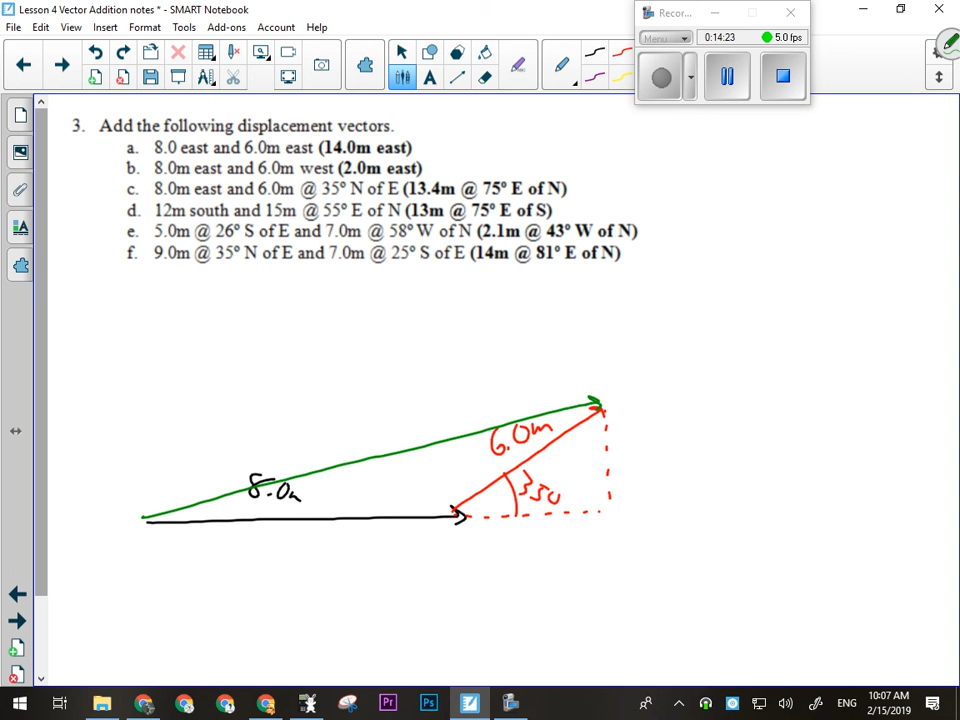 Lesson 4 Vector Addition notes * - SMART Notebook
Recor...
File Edit View Insert Format Tools Add-ons Account Help
Menu
0:14:23
5.0 fps
3. Add the following displacement vectors.
a. 8.0 east and 6.0m east (14.0m east)
b. 8.0m east and 6.0m west (2.0m east)
c. 8.0m east and 6.0m @ 35° N of E (13.4m @ 75° E of N)
d. 12m south and 15m @ 55° E of N (13m @ 75° E of S)
e. 5.0m @ 26° S of E and 7.0m @ 58° W of N (2.1m @ 43° W of N)
f. 9.0m @ 35° N of E and 7.0m @ 25° S of E (14m @ 81° E of N)
6.0m
8.0m
35°
Pr
Ps
ENG
10:07 AM
2/15/2019